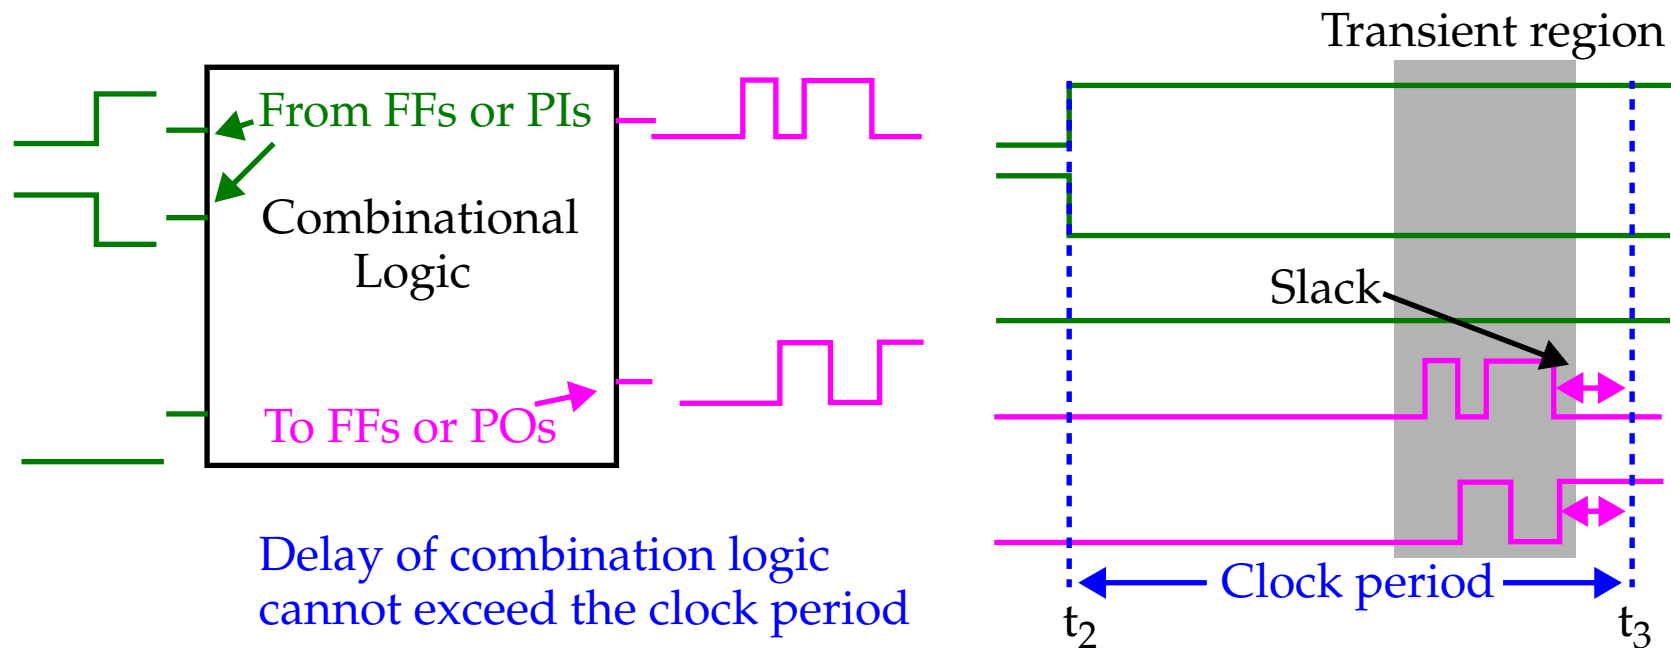 From FFs or PIs
Combinational
Logic
To FFs or POs
Delay of combination logic
cannot exceed the clock period
Transient region
Slack
Clock period
t2
t3